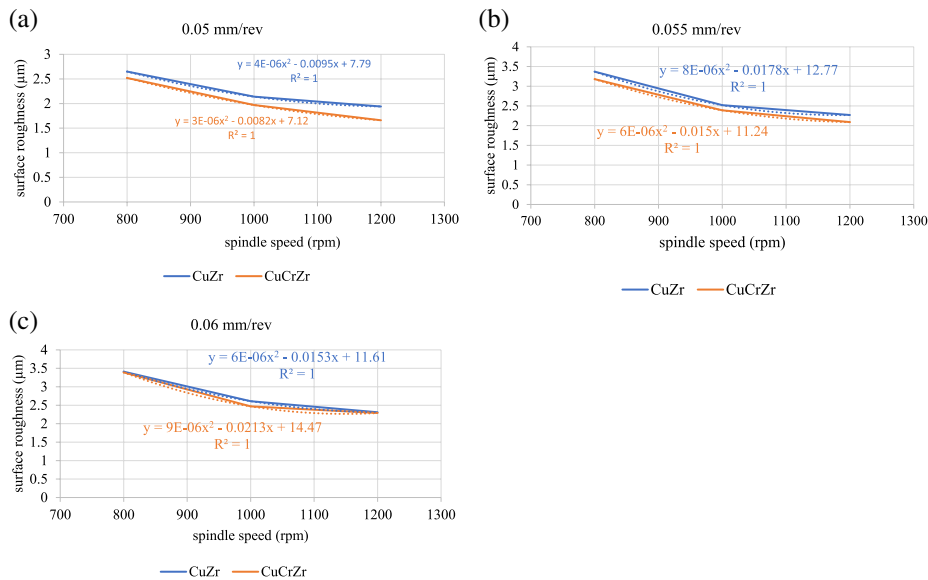 (a)
0.05 mm/rev
surface roughness (µm)
3
2.5
2
1.5
1
0.5
0
y = 4E-06x² - 0.0095x + 7.79
R² = 1
y = 3E-06x² - 0.0082x + 7.12
R² = 1
700 800 900 1000 1100 1200 1300
spindle speed (rpm)
CuZr CuCrZr
(b)
0.055 mm/rev
surface roughness (µm)
4
3.5
3
2.5
2
1.5
1
0.5
0
y = 8E-06x² - 0.0178x + 12.77
R² = 1
y = 6E-06x² - 0.015x + 11.24
R² = 1
700 800 900 1000 1100 1200 1300
spindle speed (rpm)
CuZr CuCrZr
(c)
0.06 mm/rev
surface roughness (µm)
4
3.5
3
2.5
2
1.5
1
0.5
0
y = 6E-06x² - 0.0153x + 11.61
R² = 1
y = 9E-06x² - 0.0213x + 14.47
R² = 1
700 800 900 1000 1100 1200 1300
spindle speed (rpm)
CuZr CuCrZr